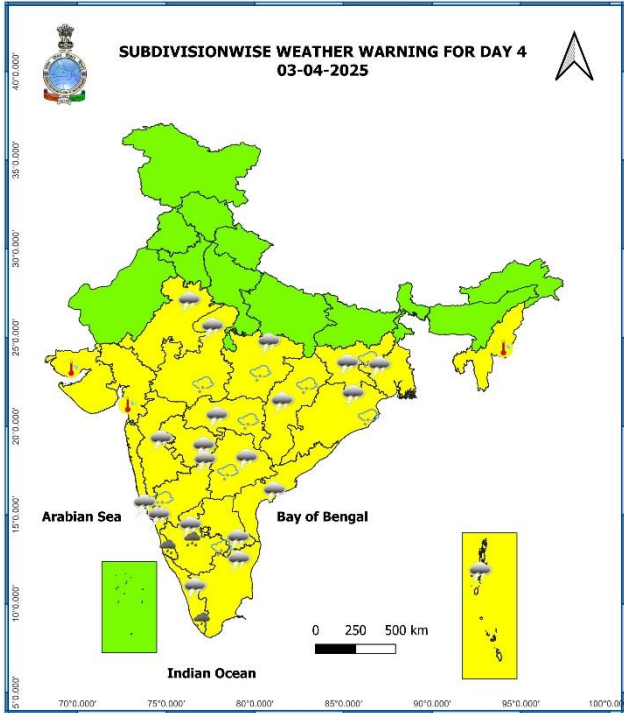 SUBDIVISIONWISE WEATHER WARNING FOR DAY 4
03-04-2025
40°0.000'
35°0.000'
30°0.000'
25°0.000'
20°0.000'
15°0.000'
10°0.000'
5°0.000'
Arabian Sea
Bay of Bengal
0 250 500 km
Indian Ocean
70°0.000' 75°0.000' 80°0.000' 85°0.000' 90°0.000' 95°0.000' 100°0.0